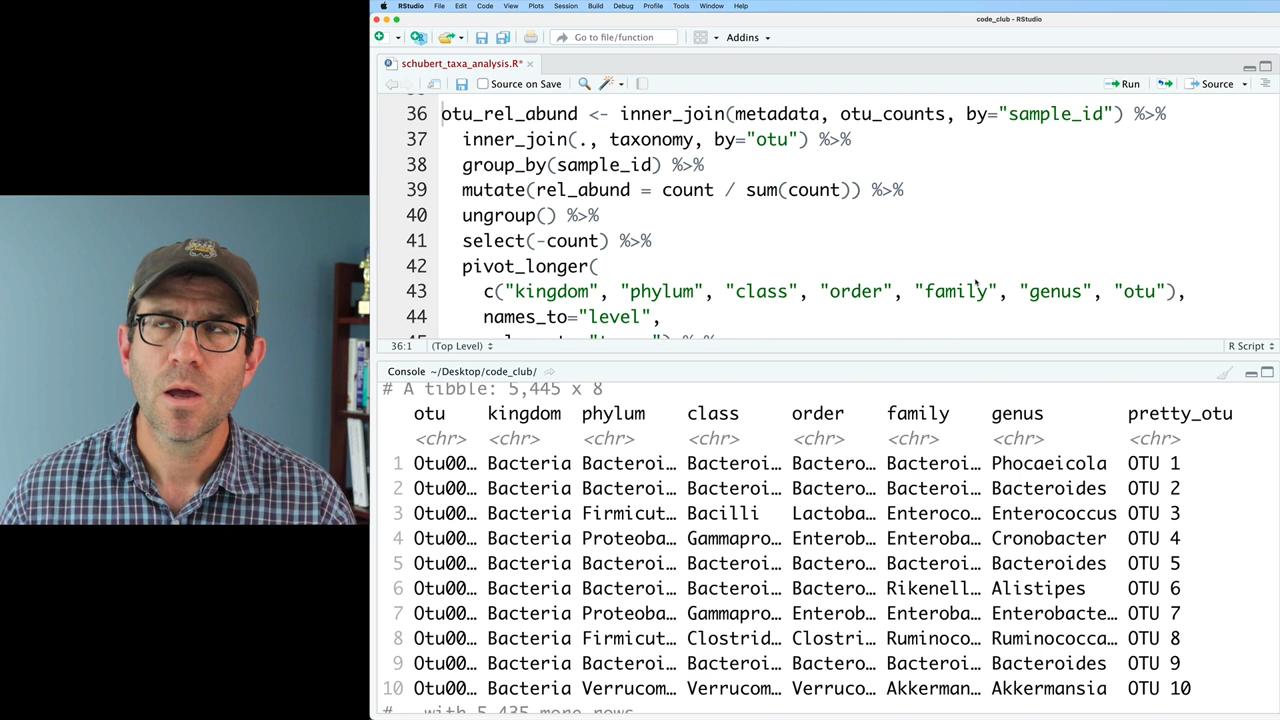 RStudio File Edit Code View Plots Session Build Debug Profile Tools Window Help
code_club - RStudio
Go to file/function Addins
schubert_taxa_analysis.R*
Source on Save Run Source
36 otu_rel_abund <- inner_join(metadata, otu_counts, by="sample_id") %>%
37 inner_join(., taxonomy, by="otu") %>%
38 group_by(sample_id) %>%
39 mutate(rel_abund = count / sum(count)) %>%
40 ungroup() %>%
41 select(-count) %>%
42 pivot_longer(
43 c("kingdom", "phylum", "class", "order", "family", "genus", "otu"),
44 names_to="level",
36:1 (Top Level) R Script
Console ~/Desktop/code_club/
# A tibble: 5,445 x 8
otu kingdom phylum class order family genus pretty_otu
<chr> <chr> <chr> <chr> <chr> <chr> <chr> <chr>
1 Otu00… Bacteria Bacteroi… Bacteroi… Bactero… Bacteroi… Phocaeicola OTU 1
2 Otu00… Bacteria Bacteroi… Bacteroi… Bactero… Bacteroi… Bacteroides OTU 2
3 Otu00… Bacteria Firmicut… Bacilli Lactoba… Enteroco… Enterococcus OTU 3
4 Otu00… Bacteria Proteoba… Gammapro… Enterob… Enteroba… Cronobacter OTU 4
5 Otu00… Bacteria Bacteroi… Bacteroi… Bactero… Bacteroi… Bacteroides OTU 5
6 Otu00… Bacteria Bacteroi… Bacteroi… Bactero… Rikenell… Alistipes OTU 6
7 Otu00… Bacteria Proteoba… Gammapro… Enterob… Enteroba… Enterobacte… OTU 7
8 Otu00… Bacteria Firmicut… Clostrid… Clostri… Ruminoco… Ruminococca… OTU 8
9 Otu00… Bacteria Bacteroi… Bacteroi… Bactero… Bacteroi… Bacteroides OTU 9
10 Otu00… Bacteria Verrucom… Verrucom… Verruco… Akkerman… Akkermansia OTU 10
# … with 5,435 more rows